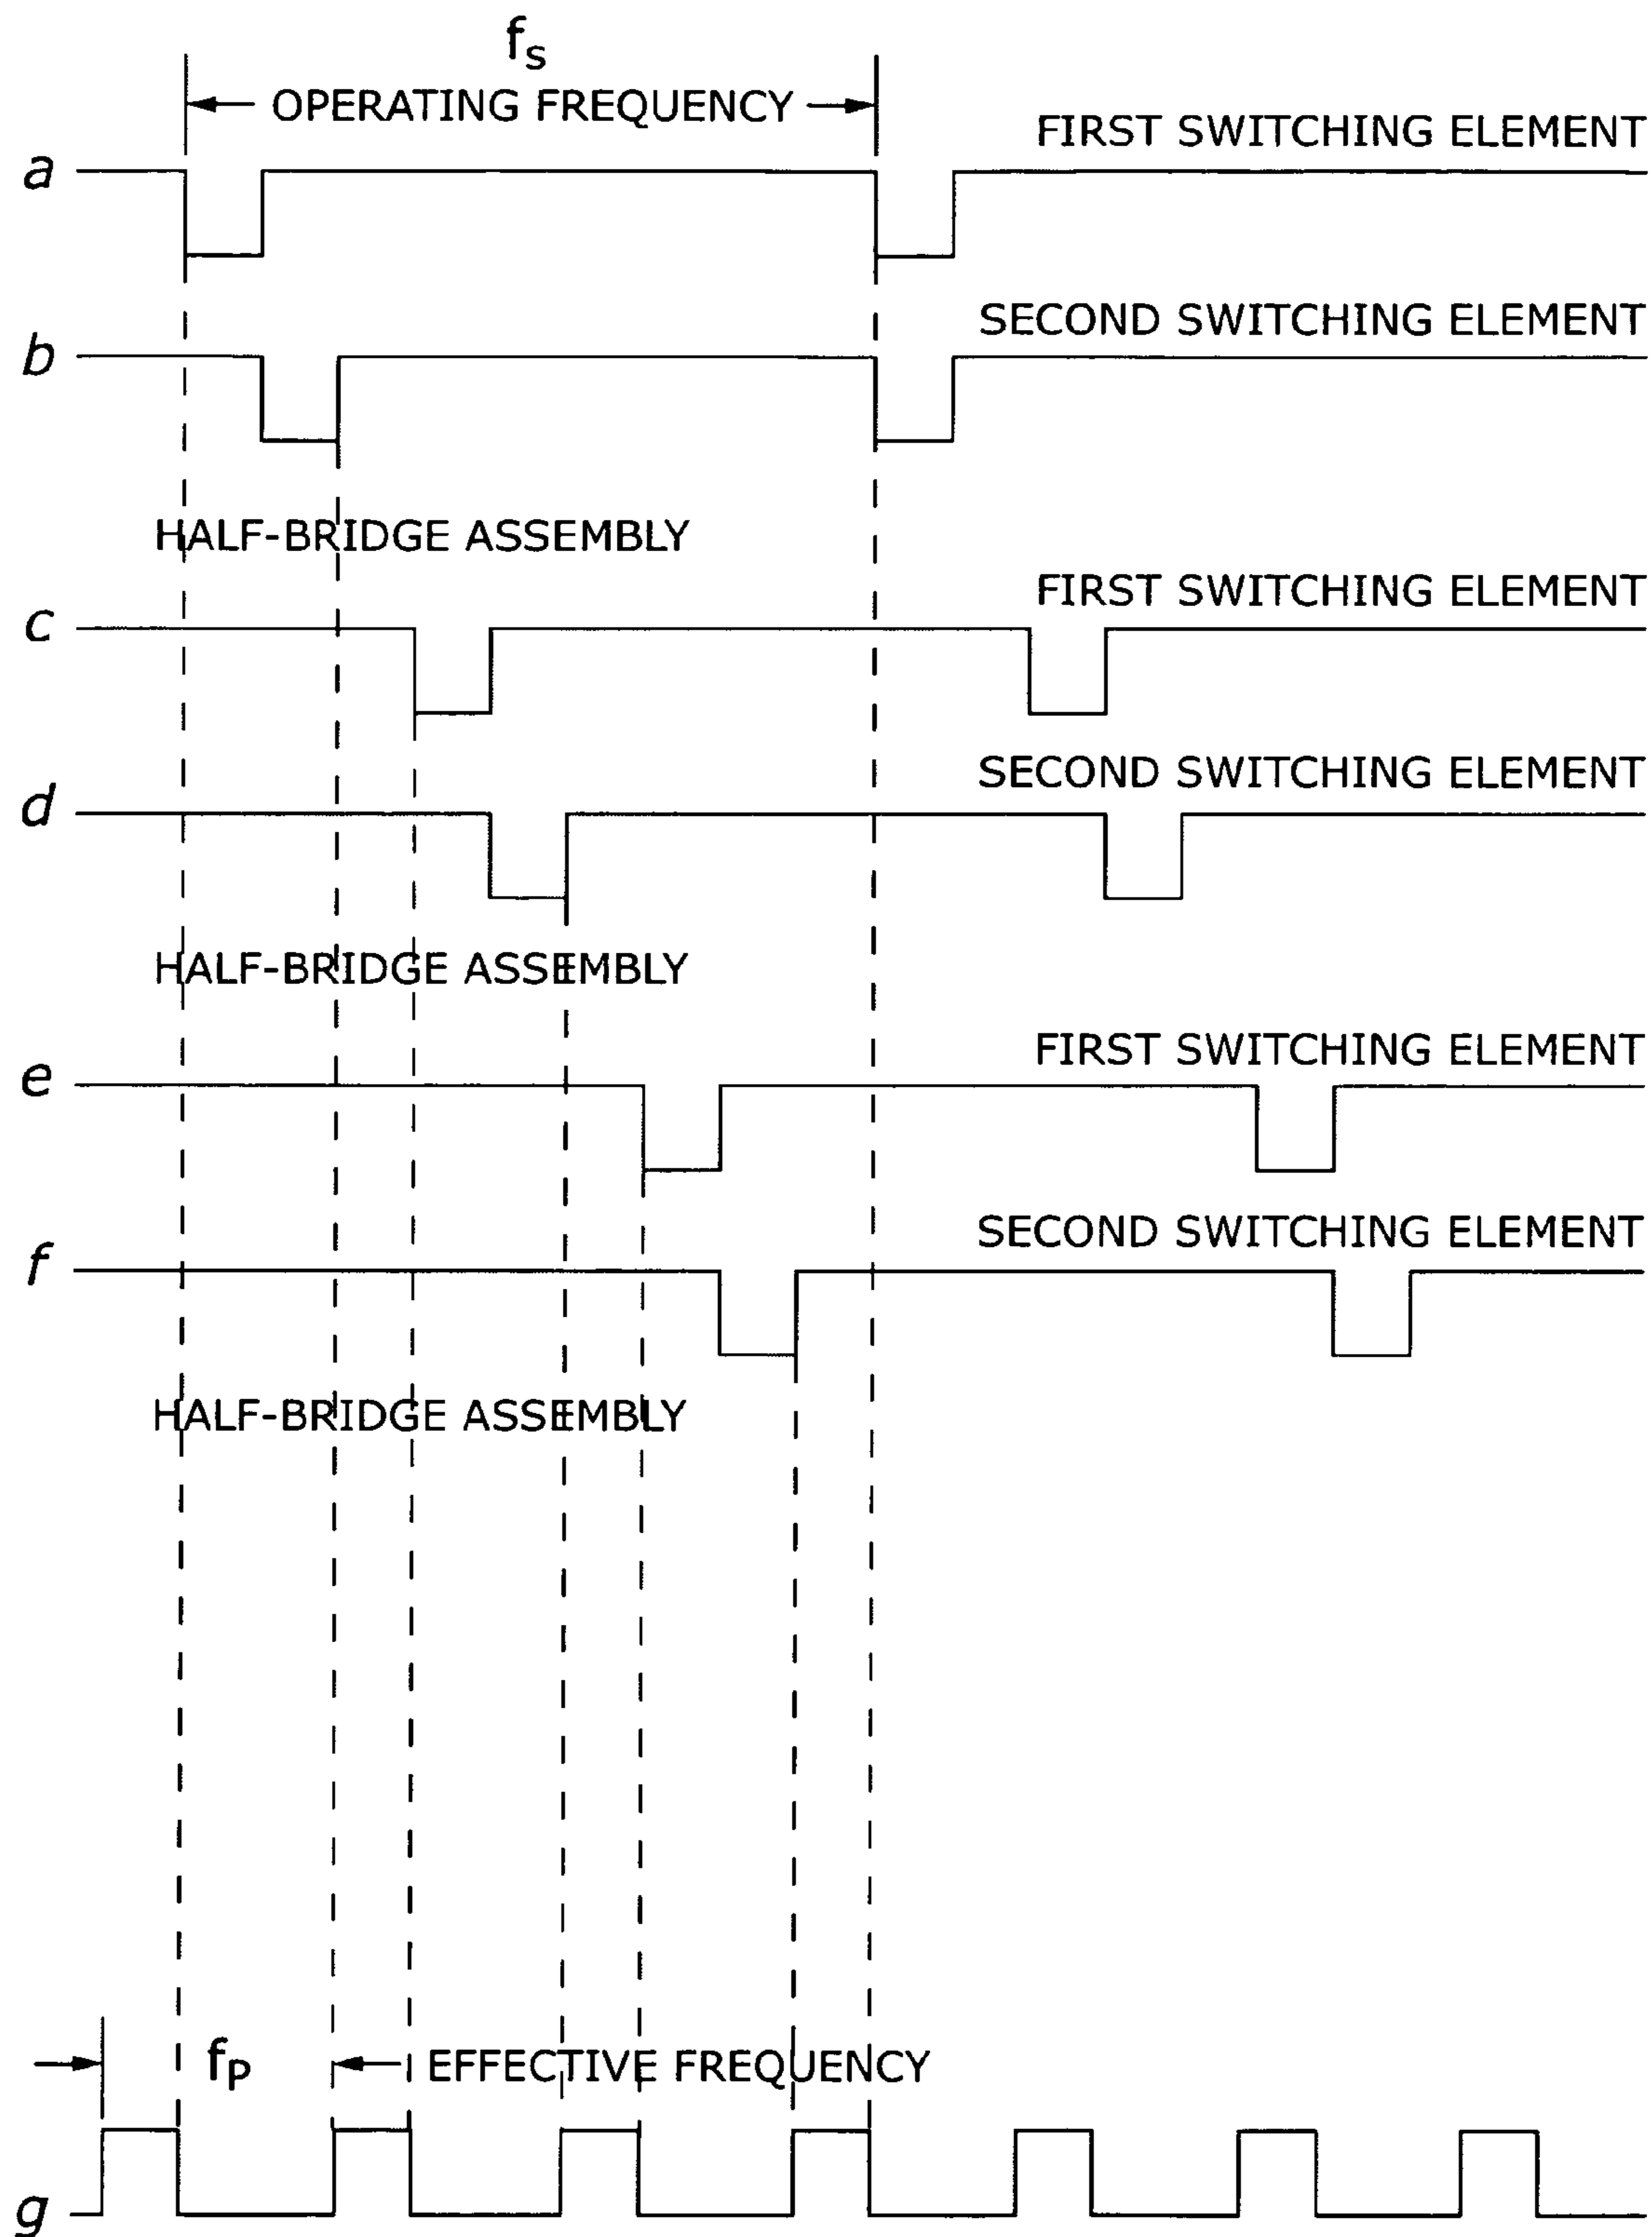 fs
OPERATING FREQUENCY
FIRST SWITCHING ELEMENT
a
SECOND SWITCHING ELEMENT
b
HALF-BRIDGE ASSEMBLY
FIRST SWITCHING ELEMENT
c
SECOND SWITCHING ELEMENT
d
HALF-BRIDGE ASSEMBLY
FIRST SWITCHING ELEMENT
e
SECOND SWITCHING ELEMENT
f
HALF-BRIDGE ASSEMBLY
fp EFFECTIVE FREQUENCY
g